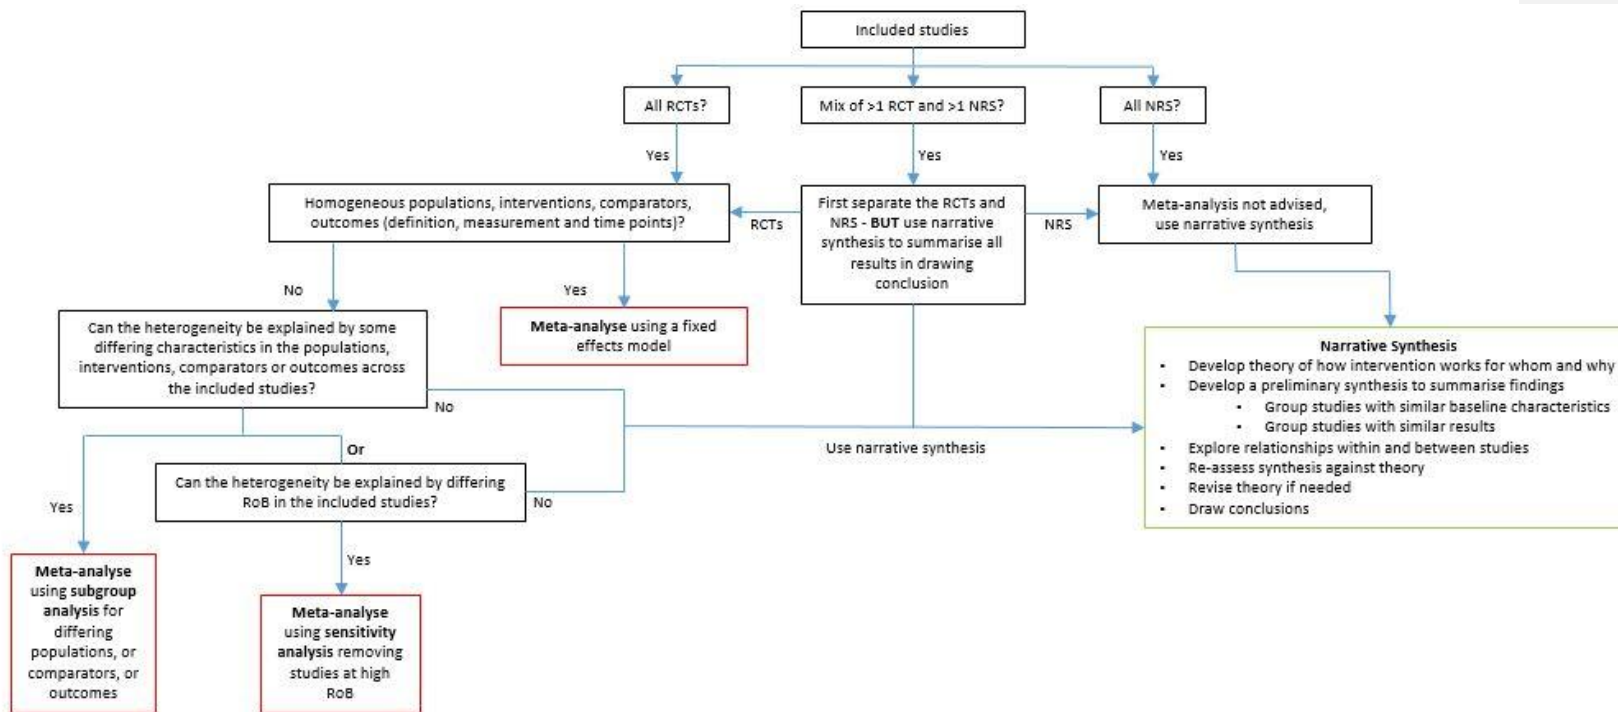 Included studies
All RCTs?
Mix of >1 RCT and >1 NRS?
All NRS?
Yes
Yes
Yes
Homogeneous populations, interventions, comparators,
outcomes (definition, measurement and time points)?
RCTs
First separate the RCTs and
NRS - BUT use narrative
synthesis to summarise all
results in drawing
conclusion
NRS
Meta-analysis not advised,
use narrative synthesis
No
Yes
Can the heterogeneity be explained by some
differing characteristics in the populations,
interventions, comparators or outcomes across
the included studies?
Meta-analyse using a fixed
effects model
No
Use narrative synthesis
Narrative Synthesis
▪ Develop theory of how intervention works for whom and why
▪ Develop a preliminary synthesis to summarise findings
▪ Group studies with similar baseline characteristics
▪ Group studies with similar results
▪ Explore relationships within and between studies
▪ Re-assess synthesis against theory
▪ Revise theory if needed
▪ Draw conclusions
Or
Can the heterogeneity be explained by differing
RoB in the included studies?
No
Yes
Yes
Meta-analyse
using subgroup
analysis for
differing
populations, or
comparators, or
outcomes
Meta-analyse
using sensitivity
analysis removing
studies at high
RoB